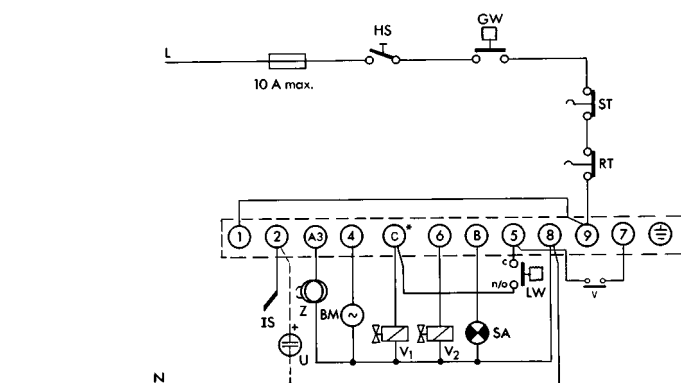 HS
GW
L
10 A max.
ST
RT
1 2 A3 4 C* 6 B 5 8 9 7
c
n/o LW
V
IS + Z BM ~ V1 V2 SA
U
N